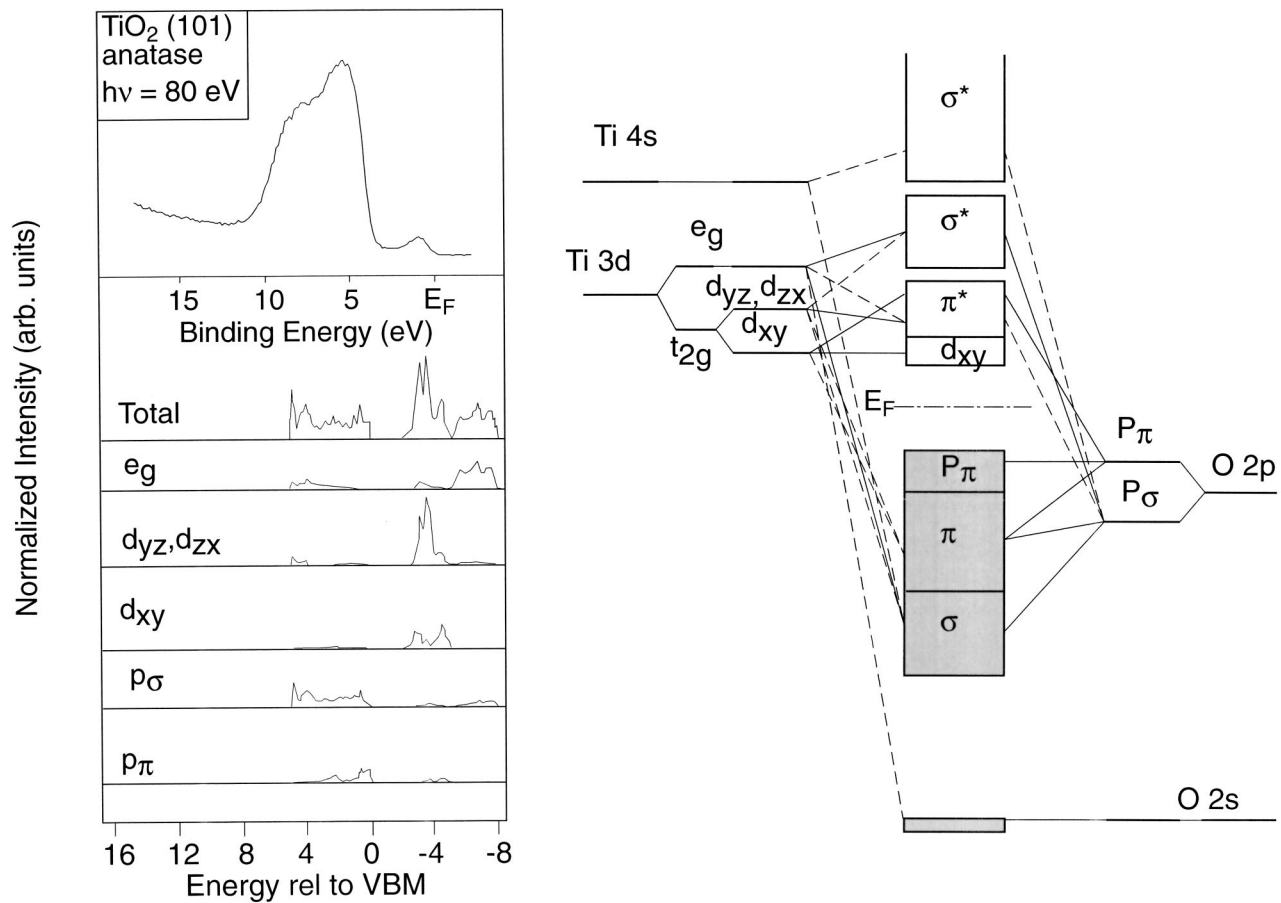 TiO2 (101)
anatase
hν = 80 eV
Normalized Intensity (arb. units)
15 10 5 EF
Binding Energy (eV)
Total
eg
dyz,dzx
dxy
pσ
pπ
16 12 8 4 0 -4 -8
Energy rel to VBM
Ti 4s
Ti 3d
eg
dyz,dzx
dxy
t2g
σ*
σ*
π*
dxy
EF
Pπ
π
σ
Pπ
O 2p
Pσ
O 2s